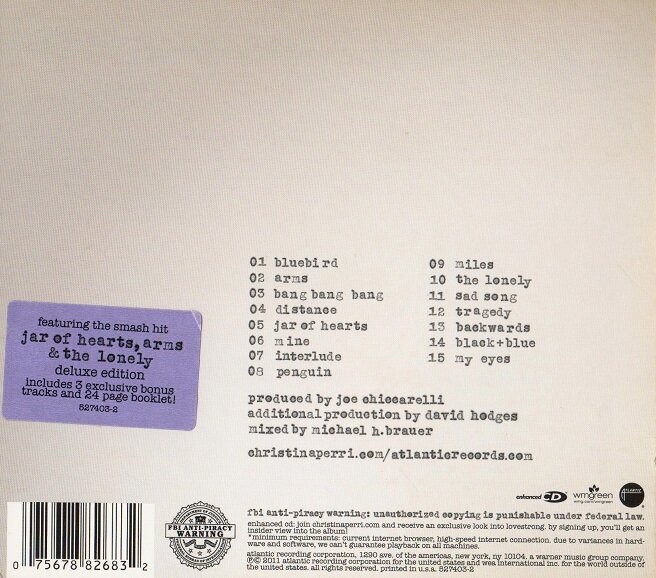 01 bluebird
02 arms
03 bang bang bang
04 distance
05 jar of hearts
06 mine
07 interlude
08 penguin
09 miles
10 the lonely
11 sad song
12 tragedy
13 backwards
14 black+blue
15 my eyes
featuring the smash hit
jar of hearts, arms
& the lonely
deluxe edition
includes 3 exclusive bonus
tracks and 24 page booklet!
527403-2
produced by joe chiccarelli
additional production by david hodges
mixed by michael h.brauer
christinaperri.com/atlanticrecords.com
enhanced CD
wmgreen
wmg.com/wmgreen
FBI ANTI-PIRACY
WARNING
0 75678 82683 2
fbi anti-piracy warning: unauthorized copying is punishable under federal law.
enhanced cd: join christinaperri.com and receive an exclusive look into lovestrong. by signing up, you'll get an
insider view into the album!
*minimum requirements: current internet browser, high-speed internet connection. due to variances in hard-
ware and software, we can't guarantee playback on all machines.
atlantic recording corporation, 1290 ave. of the americas, new york, ny 10104. a warner music group company.
℗© 2011 atlantic recording corporation for the united states and wea international inc. for the world outside of
the united states. all rights reserved. printed in u.s.a. 527403-2